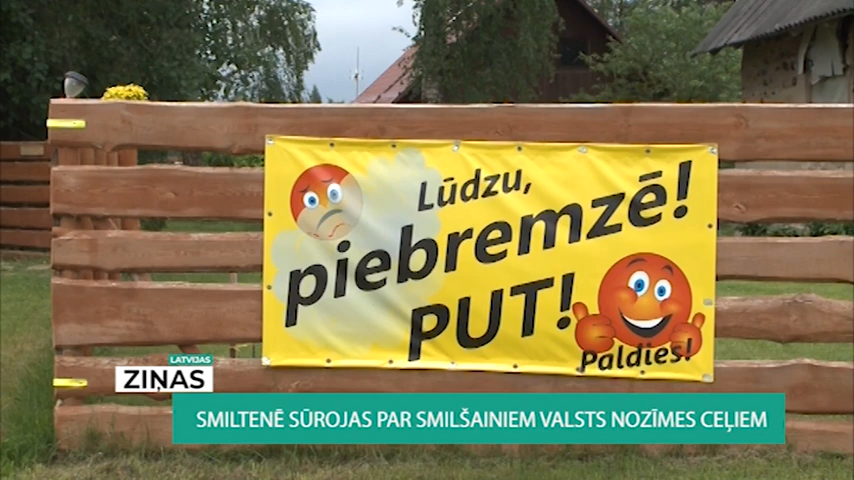 Lūdzu,
piebremzē!
PUT!
Paldies!
LATVIJAS
ZIŅAS
SMILTENĒ SŪROJAS PAR SMILŠAINIEM VALSTS NOZĪMES CEĻIEM